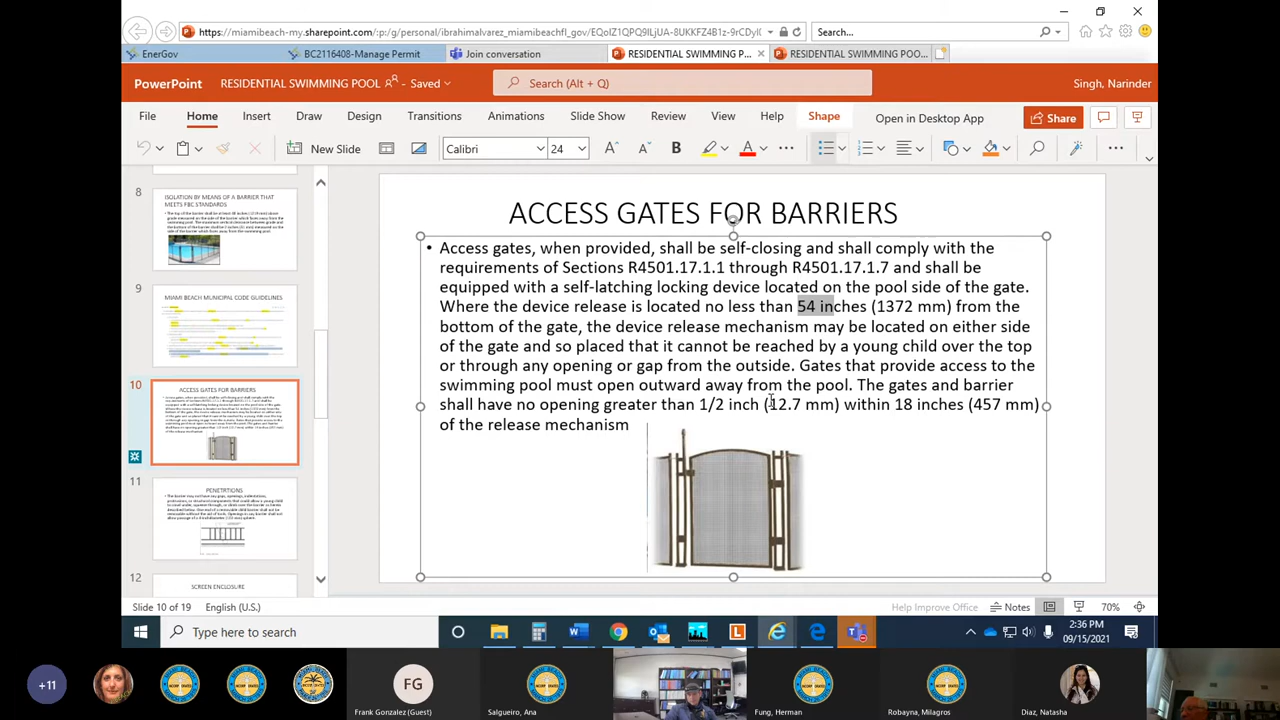 https://miamibeach-my.sharepoint.com/:p:/g/personal/ibrahimalvarez_miamibeachfl_gov/
Search...
EnerGov
BC2116408-Manage Permit
Join conversation
RESIDENTIAL SWIMMING P...
RESIDENTIAL SWIMMING POO...
PowerPoint
RESIDENTIAL SWIMMING POOL - Saved
Search (Alt + Q)
Singh, Narinder
File Home Insert Draw Design Transitions Animations Slide Show Review View Help Shape Open in Desktop App Share
New Slide Calibri 24 B A
8
ISOLATION BY MEANS OF A BARRIER THAT
MEETS FBC STANDARDS
9
MIAMI BEACH MUNICIPAL CODE GUIDELINES
10
ACCESS GATES FOR BARRIERS
11
12
SCREEN ENCLOSURE
ACCESS GATES FOR BARRIERS
• Access gates, when provided, shall be self-closing and shall comply with the
requirements of Sections R4501.17.1.1 through R4501.17.1.7 and shall be
equipped with a self-latching locking device located on the pool side of the gate.
Where the device release is located no less than 54 inches (1372 mm) from the
bottom of the gate, the device release mechanism may be located on either side
of the gate and so placed that it cannot be reached by a young child over the top
or through any opening or gap from the outside. Gates that provide access to the
swimming pool must open outward away from the pool. The gates and barrier
shall have no opening greater than 1/2 inch (12.7 mm) within 18 inches (457 mm)
of the release mechanism
Slide 10 of 19 English (U.S.)
Help Improve Office Notes 70%
Type here to search
2:36 PM
09/15/2021
+11
FG
Frank Gonzalez (Guest)
Salgueiro, Ana
Fung, Herman
Robayna, Milagros
Diaz, Natasha